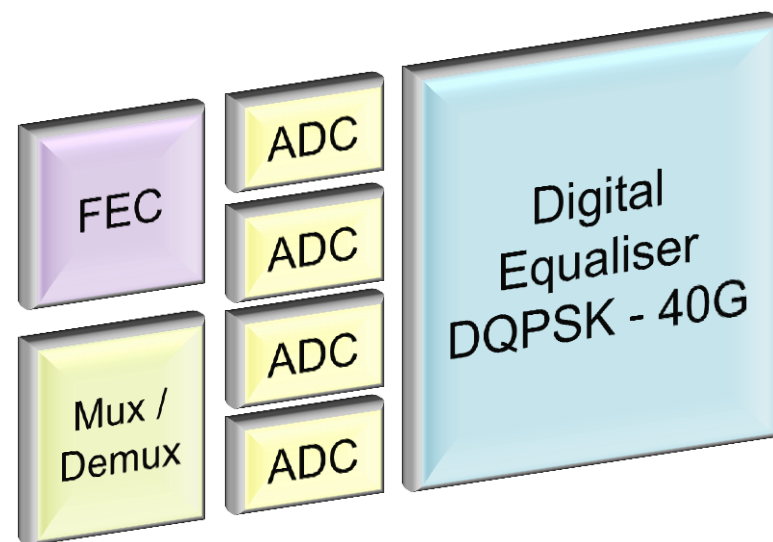 FEC
Mux /
Demux
ADC
ADC
ADC
ADC
Digital
Equaliser
DQPSK - 40G